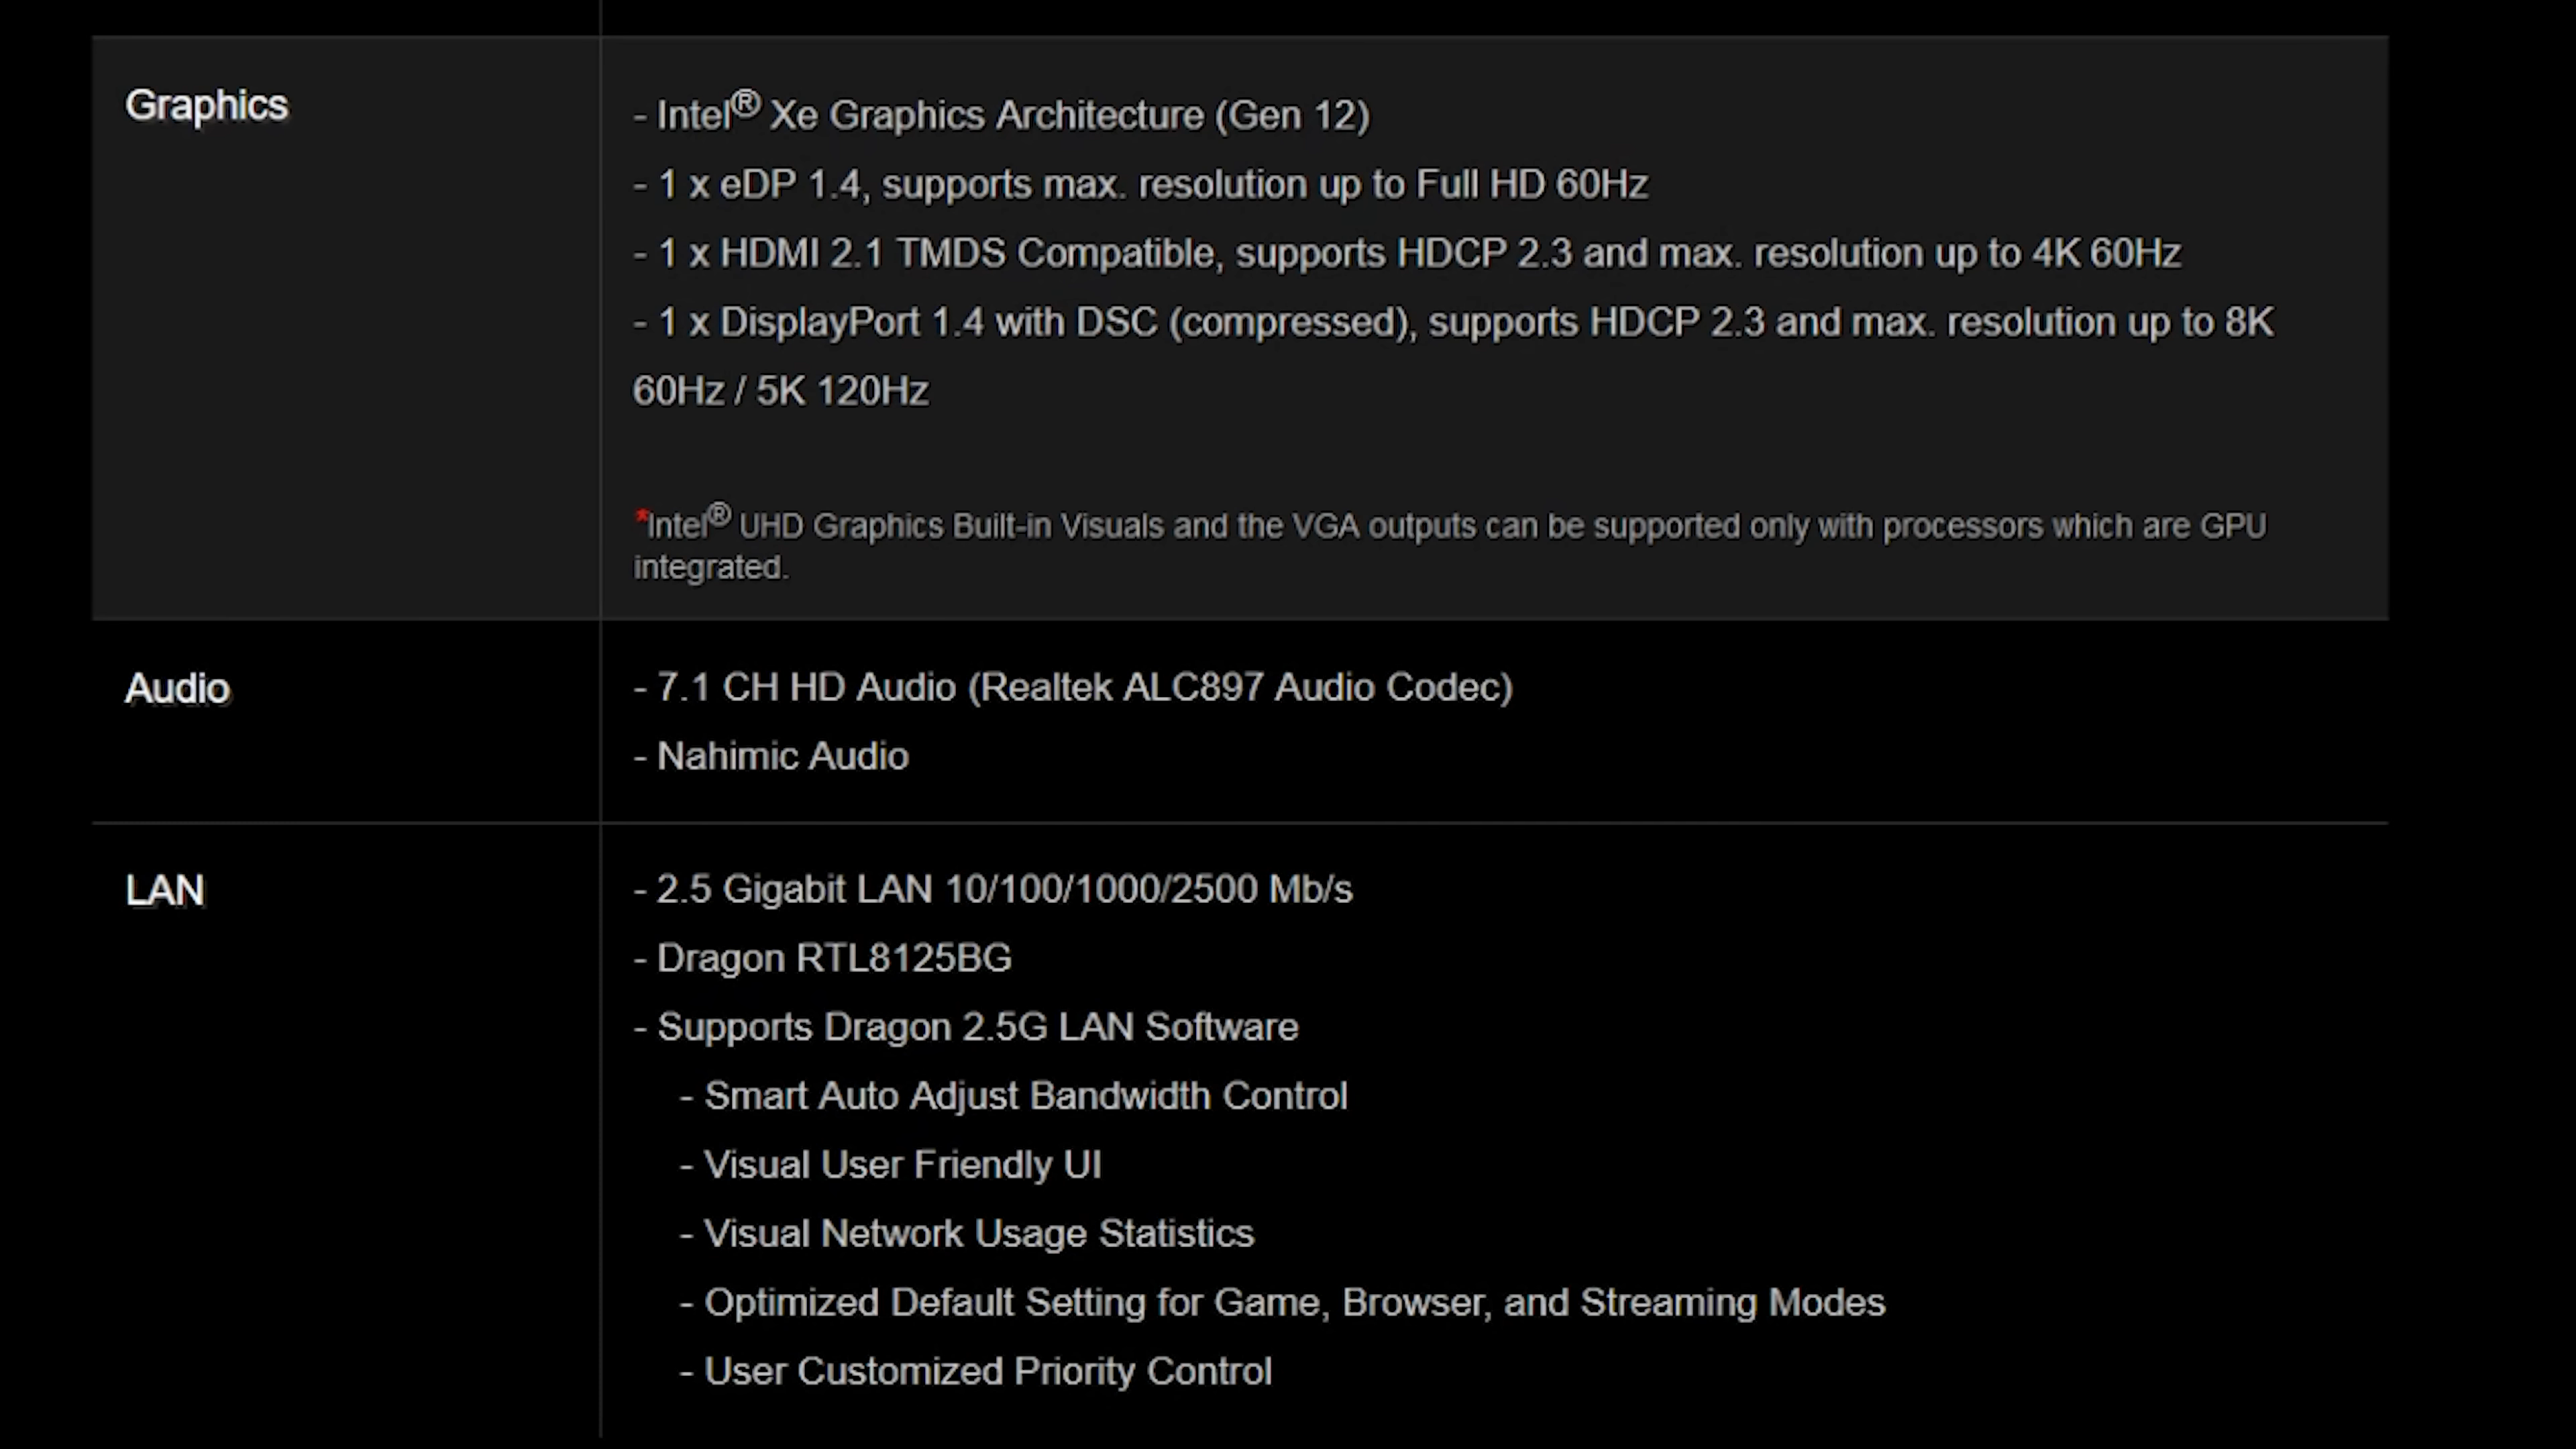 Graphics
- Intel® Xe Graphics Architecture (Gen 12)
- 1 x eDP 1.4, supports max. resolution up to Full HD 60Hz
- 1 x HDMI 2.1 TMDS Compatible, supports HDCP 2.3 and max. resolution up to 4K 60Hz
- 1 x DisplayPort 1.4 with DSC (compressed), supports HDCP 2.3 and max. resolution up to 8K
60Hz / 5K 120Hz
*Intel® UHD Graphics Built-in Visuals and the VGA outputs can be supported only with processors which are GPU
integrated.
Audio
- 7.1 CH HD Audio (Realtek ALC897 Audio Codec)
- Nahimic Audio
LAN
- 2.5 Gigabit LAN 10/100/1000/2500 Mb/s
- Dragon RTL8125BG
- Supports Dragon 2.5G LAN Software
- Smart Auto Adjust Bandwidth Control
- Visual User Friendly UI
- Visual Network Usage Statistics
- Optimized Default Setting for Game, Browser, and Streaming Modes
- User Customized Priority Control